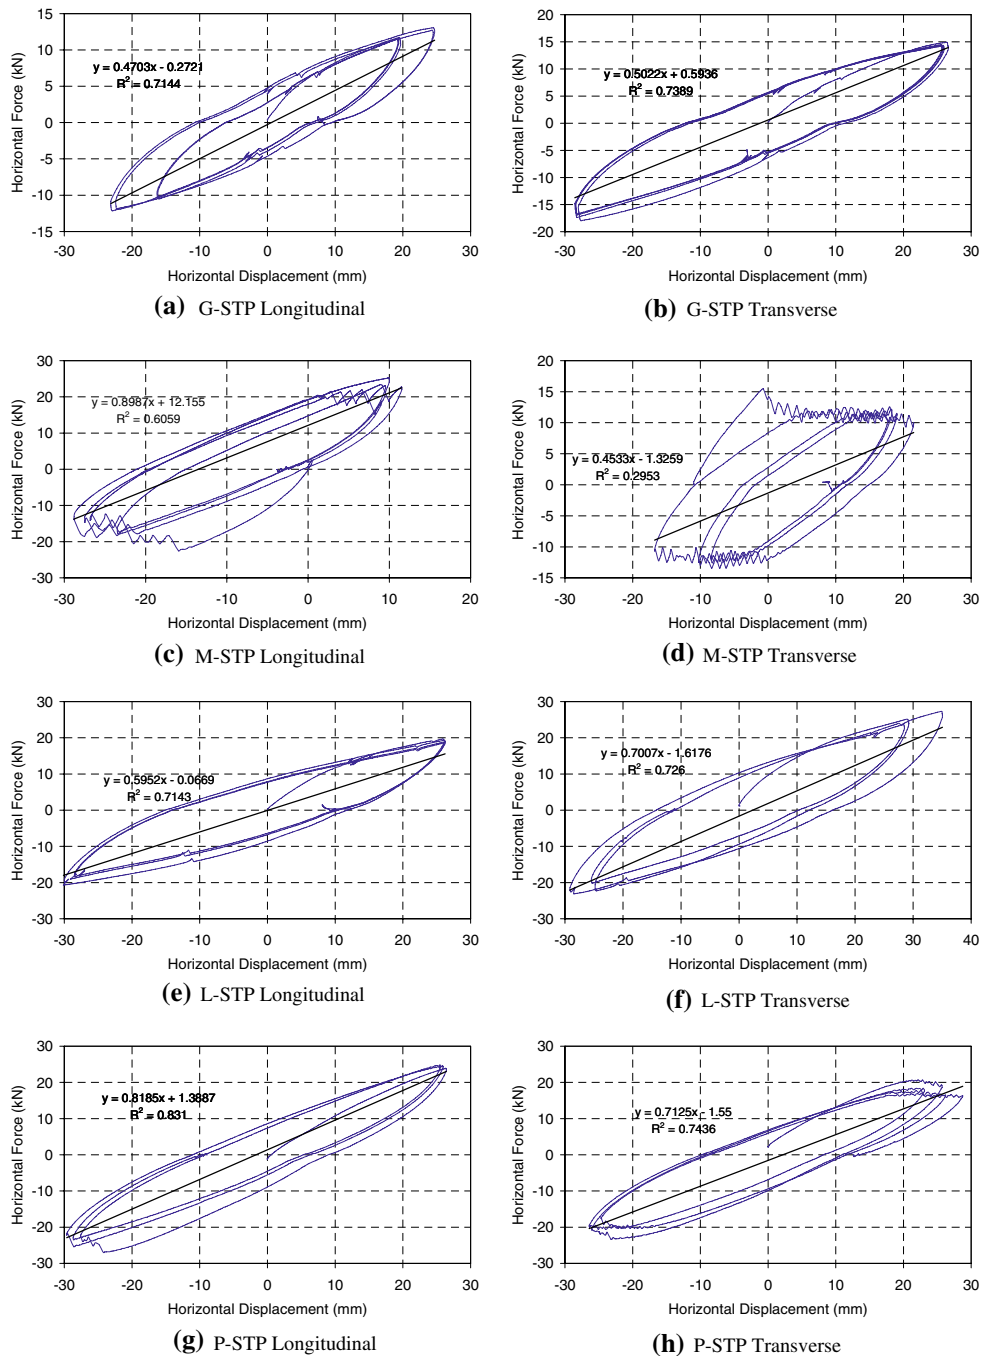 Horizontal Force (kN)
15
10
5
0
-5
-10
-15
y = 0.4703x - 0.2721
R² = 0.7144
-30 -20 -10 0 10 20 30
Horizontal Displacement (mm)
(a) G-STP Longitudinal
Horizontal Force (kN)
20
15
10
5
0
-5
-10
-15
-20
y = 0.5022x + 0.5936
R² = 0.7389
-30 -20 -10 0 10 20 30
Horizontal Displacement (mm)
(b) G-STP Transverse
Horizontal Force (kN)
30
20
10
0
-10
-20
-30
y = 0.8987x + 12.155
R² = 0.6059
-30 -20 -10 0 10 20
Horizontal Displacement (mm)
(c) M-STP Longitudinal
Horizontal Force (kN)
20
15
10
5
0
-5
-10
-15
y = 0.4533x - 1.3259
R² = 0.2953
-30 -20 -10 0 10 20 30
Horizontal Displacement (mm)
(d) M-STP Transverse
Horizontal Force (kN)
30
20
10
0
-10
-20
-30
y = 0.5952x - 0.0669
R² = 0.7143
-30 -20 -10 0 10 20 30
Horizontal Displacement (mm)
(e) L-STP Longitudinal
Horizontal Force (kN)
30
20
10
0
-10
-20
-30
y = 0.7007x - 1.6176
R² = 0.726
-30 -20 -10 0 10 20 30 40
Horizontal Displacement (mm)
(f) L-STP Transverse
Horizontal Force (kN)
30
20
10
0
-10
-20
-30
y = 0.8185x + 1.3887
R² = 0.831
-30 -20 -10 0 10 20 30
Horizontal Displacement (mm)
(g) P-STP Longitudinal
Horizontal Force (kN)
30
20
10
0
-10
-20
-30
y = 0.7125x - 1.55
R² = 0.7436
-30 -20 -10 0 10 20 30
Horizontal Displacement (mm)
(h) P-STP Transverse